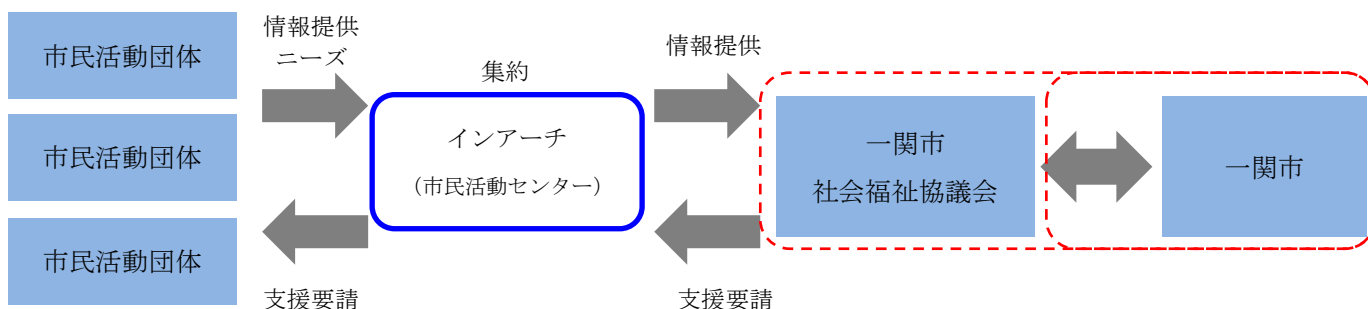 市民活動団体
市民活動団体
市民活動団体
情報提供
ニーズ
支援要請
集約
インアーチ
（市民活動センター）
情報提供
支援要請
一関市
社会福祉協議会
一関市